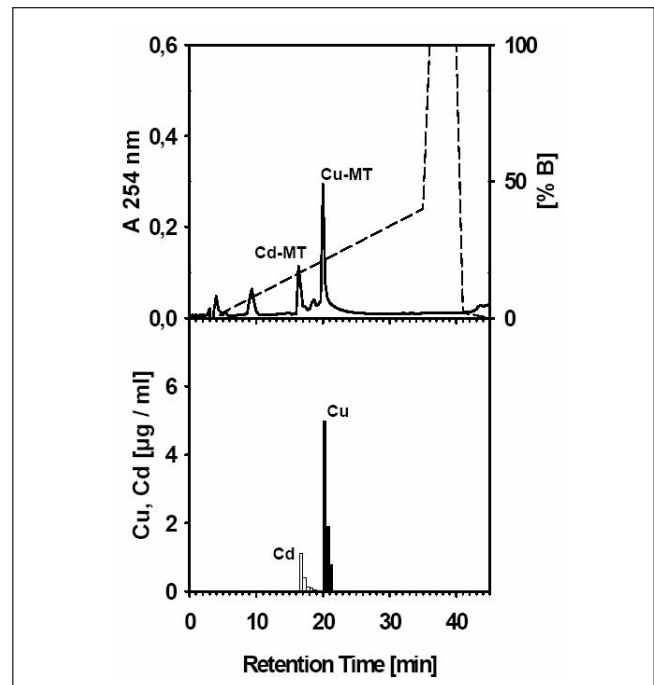 0,6
0,4
0,2
0,0
A 254 nm
100
50
0
[% B]
Cu-MT
Cd-MT
6
4
2
0
Cu, Cd [µg / ml]
Cu
Cd
0 10 20 30 40
Retention Time [min]